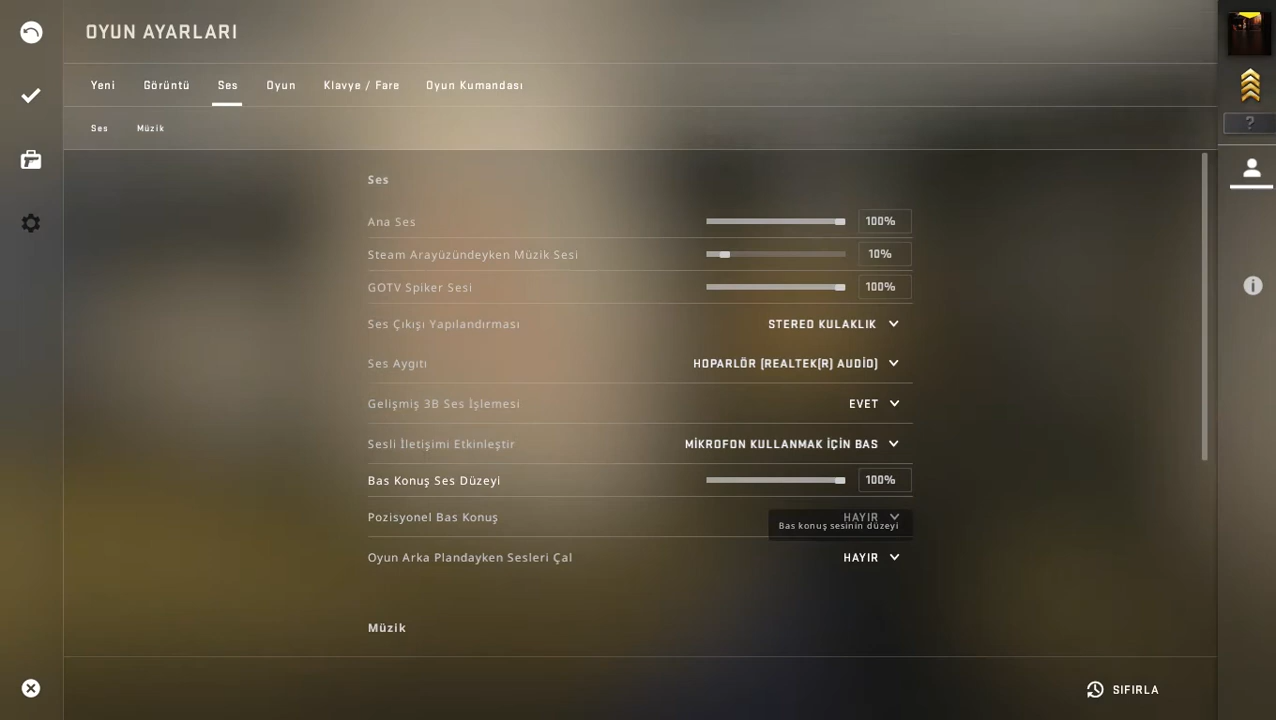 OYUN AYARLARI
Yeni Görüntü Ses Oyun Klavye / Fare Oyun Kumandası
Ses Müzik
Ses
Ana Ses 100%
Steam Arayüzündeyken Müzik Sesi 10%
GOTV Spiker Sesi 100%
Ses Çıkışı Yapılandırması STEREO KULAKLIK
Ses Aygıtı HOPARLÖR (REALTEK(R) AUDİO)
Gelişmiş 3B Ses İşlemesi EVET
Sesli İletişimi Etkinleştir MİKROFON KULLANMAK İÇİN BAS
Bas Konuş Ses Düzeyi 100%
Pozisyonel Bas Konuş HAYIR
Bas konuş sesinin düzeyi
Oyun Arka Plandayken Sesleri Çal HAYIR
Müzik
SIFIRLA
?